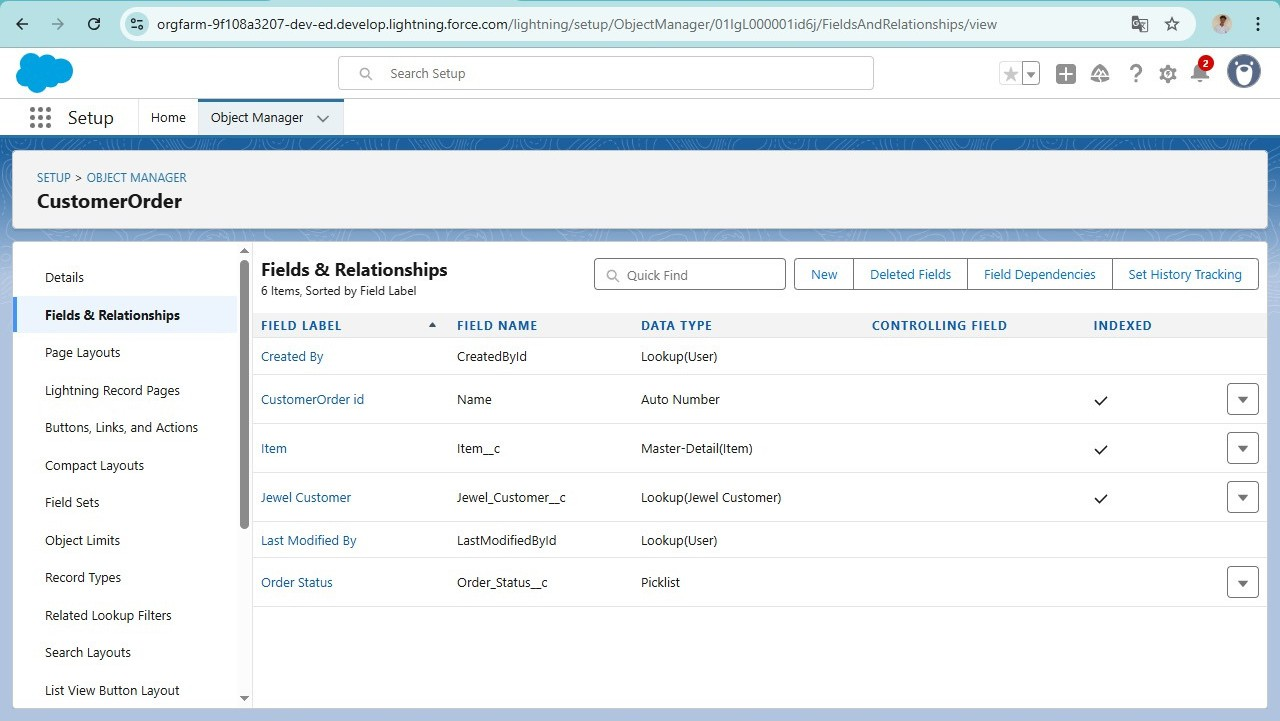 orgfarm-9f108a3207-dev-ed.develop.lightning.force.com/lightning/setup/ObjectManager/01IgL000001id6j/FieldsAndRelationships/view
Search Setup
2
Setup
Home
Object Manager
SETUP > OBJECT MANAGER
CustomerOrder
Details
Fields & Relationships
Page Layouts
Lightning Record Pages
Buttons, Links, and Actions
Compact Layouts
Field Sets
Object Limits
Record Types
Related Lookup Filters
Search Layouts
List View Button Layout
Fields & Relationships
6 Items, Sorted by Field Label
Quick Find
New
Deleted Fields
Field Dependencies
Set History Tracking
FIELD LABEL FIELD NAME DATA TYPE CONTROLLING FIELD INDEXED
Created By CreatedById Lookup(User)
CustomerOrder id Name Auto Number
Item Item__c Master-Detail(Item)
Jewel Customer Jewel_Customer__c Lookup(Jewel Customer)
Last Modified By LastModifiedById Lookup(User)
Order Status Order_Status__c Picklist